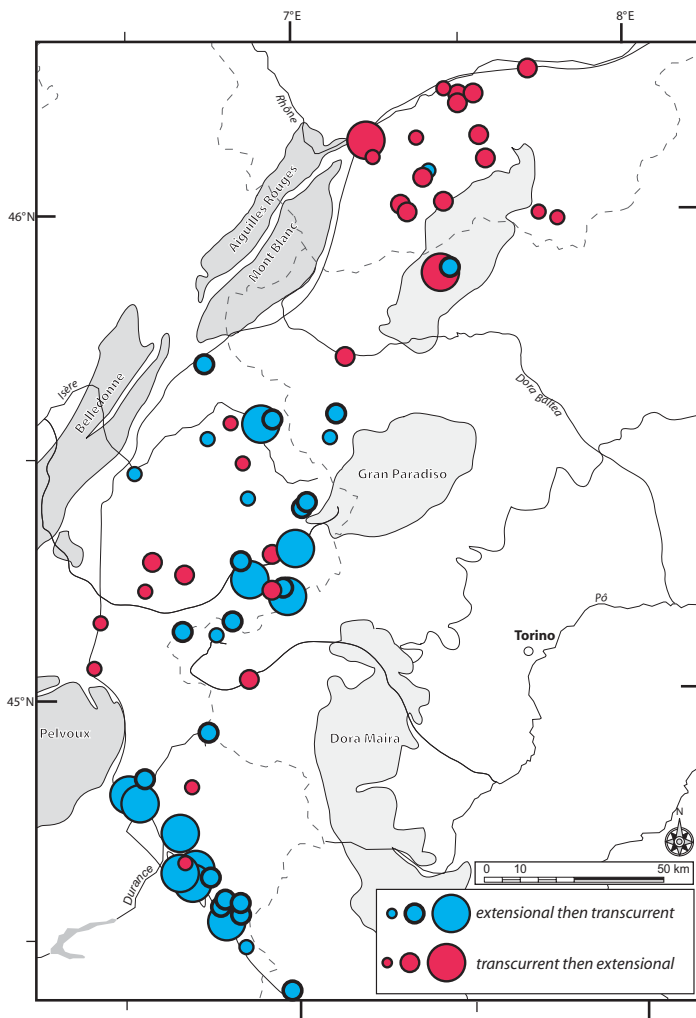 7°E
8°E
Rhône
Aiguilles Rouges
46°N
Mont Blanc
Isère
Belledonne
Dora Baltea
Gran Paradiso
Pô
Torino
45°N
Pelvoux
Dora Maira
N
Durance
0 10 50 km
extensional then transcurrent
transcurrent then extensional